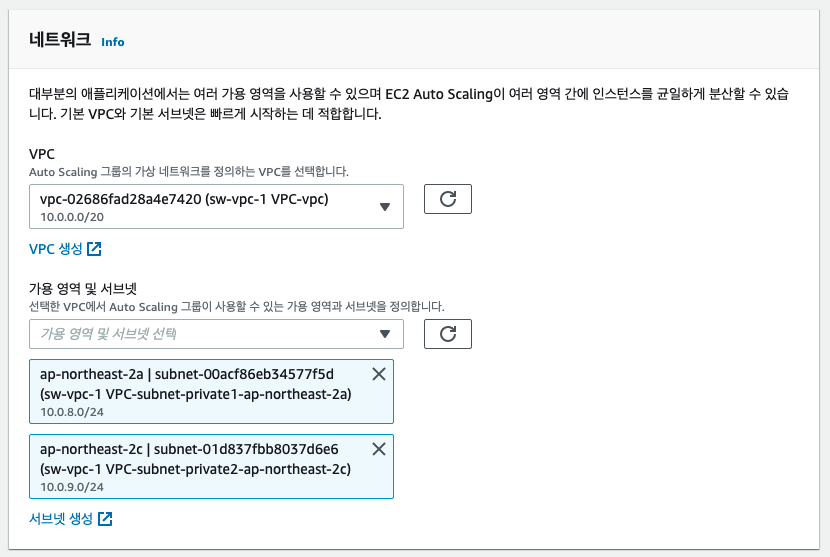 네트워크 Info
대부분의 애플리케이션에서는 여러 가용 영역을 사용할 수 있으며 EC2 Auto Scaling이 여러 영역 간에 인스턴스를 균일하게 분산할 수 있습
니다. 기본 VPC와 기본 서브넷은 빠르게 시작하는 데 적합합니다.
VPC
Auto Scaling 그룹의 가상 네트워크를 정의하는 VPC를 선택합니다.
vpc-02686fad28a4e7420 (sw-vpc-1 VPC-vpc)
10.0.0.0/20
VPC 생성
가용 영역 및 서브넷
선택한 VPC에서 Auto Scaling 그룹이 사용할 수 있는 가용 영역과 서브넷을 정의합니다.
가용 영역 및 서브넷 선택
ap-northeast-2a | subnet-00acf86eb34577f5d
(sw-vpc-1 VPC-subnet-private1-ap-northeast-2a)
10.0.8.0/24
ap-northeast-2c | subnet-01d837fbb8037d6e6
(sw-vpc-1 VPC-subnet-private2-ap-northeast-2c)
10.0.9.0/24
서브넷 생성